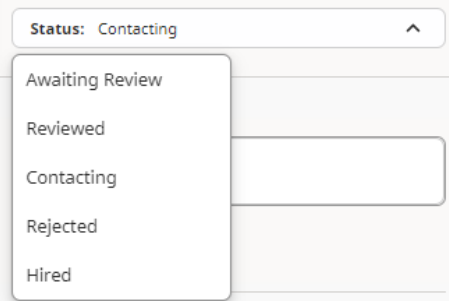 Status: Contacting
Awaiting Review
Reviewed
Contacting
Rejected
Hired